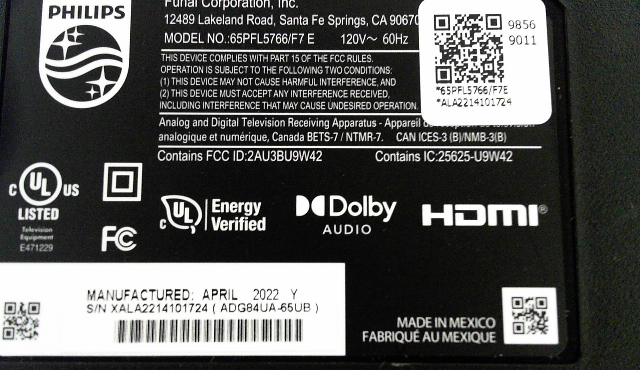 PHILIPS
Funai Corporation, Inc.
12489 Lakeland Road, Santa Fe Springs, CA 90670
MODEL NO.:65PFL5766/F7 E 120V~ 60Hz
9856
9011
*65PFL5766/F7E
*ALA2214101724
THIS DEVICE COMPLIES WITH PART 15 OF THE FCC RULES.
OPERATION IS SUBJECT TO THE FOLLOWING TWO CONDITIONS:
(1) THIS DEVICE MAY NOT CAUSE HARMFUL INTERFERENCE, AND
(2) THIS DEVICE MUST ACCEPT ANY INTERFERENCE RECEIVED,
INCLUDING INTERFERENCE THAT MAY CAUSE UNDESIRED OPERATION.
Analog and Digital Television Receiving Apparatus - Appareil
analogique et numérique, Canada BETS-7 / NTMR-7. CAN ICES-3 (B)/NMB-3(B)
Contains FCC ID:2AU3BU9W42 Contains IC:25625-U9W42
C UL US
LISTED
Television
Equipment
E471229
FC
C UL Energy
Verified
Dolby
AUDIO
HDMI®
MANUFACTURED: APRIL 2022 Y
S/N XALA2214101724 ( ADG84UA-65UB )
MADE IN MEXICO
FABRIQUÉ AU MEXIQUE